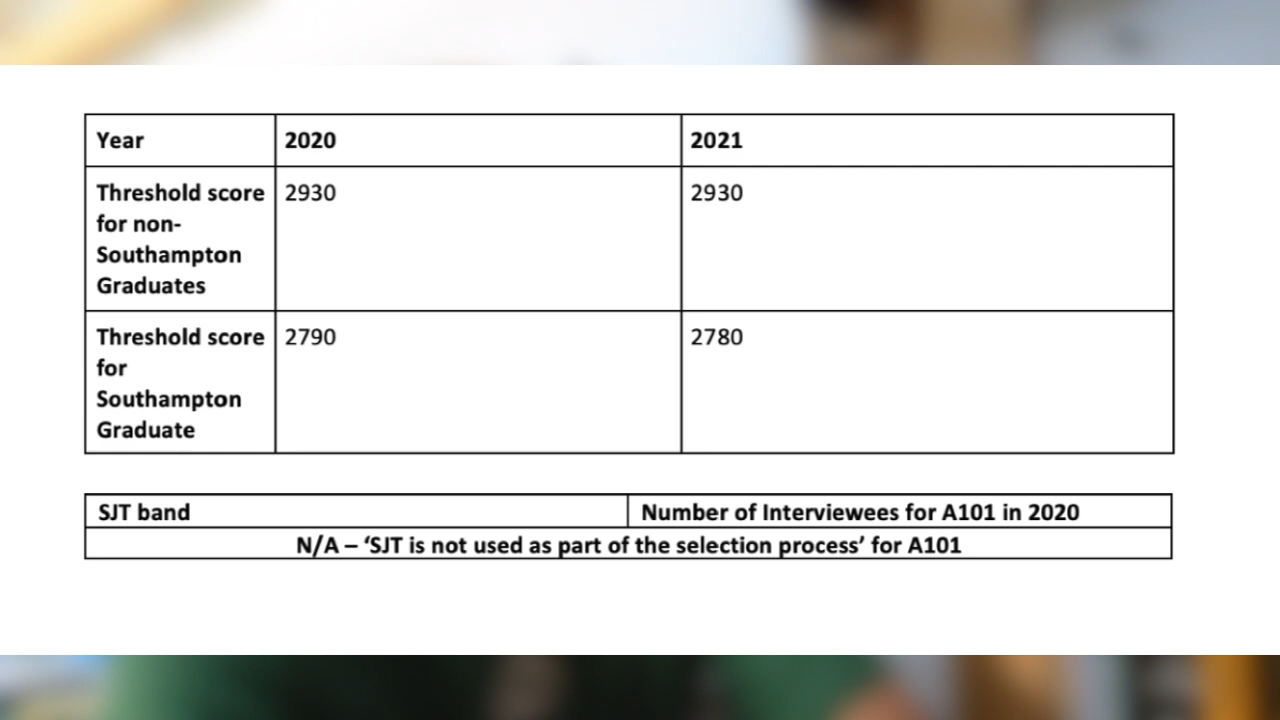 Year 2020 2021
Threshold score 2930 2930
for non-
Southampton
Graduates
Threshold score 2790 2780
for
Southampton
Graduate
SJT band Number of Interviewees for A101 in 2020
N/A – ‘SJT is not used as part of the selection process’ for A101